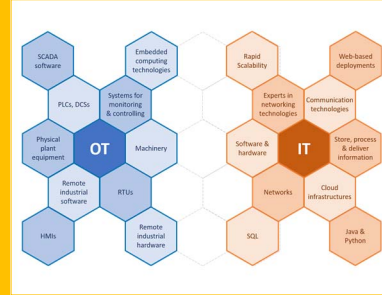 SCADA
software
Embedded
computing
technologies
Rapid
Scalability
Web-based
deployments
PLCs, DCSs
Systems for
monitoring
& controlling
Experts in
networking
technologies
Communication
technologies
Physical
plant
equipment
OT
Machinery
Software &
hardware
IT
Store, process
& deliver
information
Remote
industrial
software
RTUs
Networks
Cloud
infrastructures
HMIs
Remote
industrial
hardware
SQL
Java &
Python